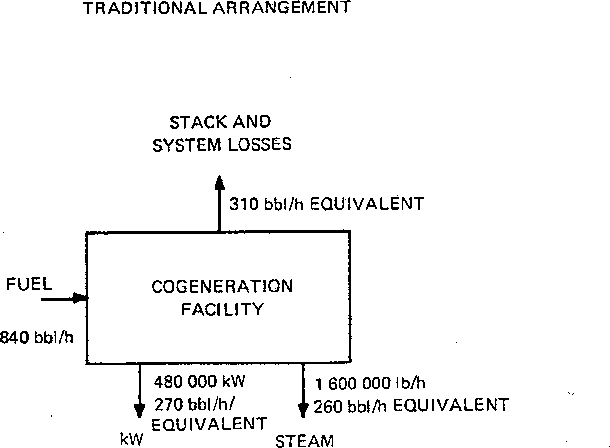 TRADITIONAL ARRANGEMENT
STACK AND
SYSTEM LOSSES
310 bbl/h EQUIVALENT
FUEL
840 bbl/h
COGENERATION
FACILITY
480 000 kW
270 bbl/h/
EQUIVALENT
kW
1 600 000 lb/h
260 bbl/h EQUIVALENT
STEAM